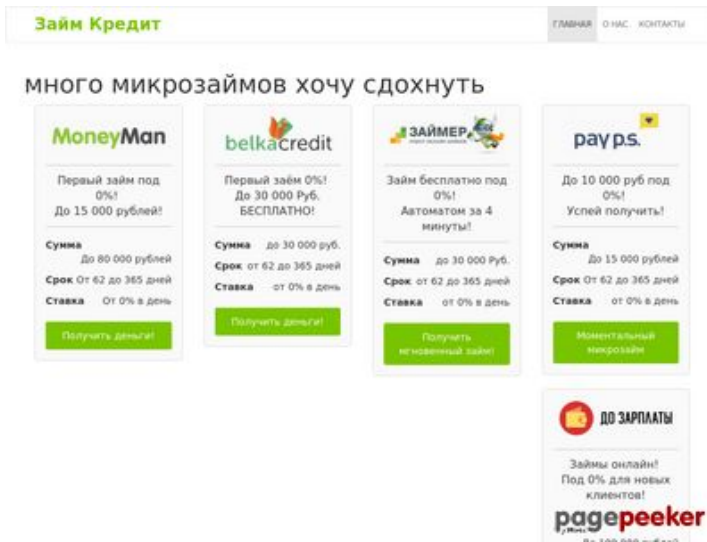 Займ Кредит
ГЛАВНАЯ О НАС КОНТАКТЫ
много микрозаймов хочу сдохнуть
MoneyMan
Первый займ под
0%!
До 15 000 рублей!
Сумма
До 80 000 рублей
Срок От 62 до 365 дней
Ставка От 0% в день
Получить деньги!
belkacredit
Первый заём 0%!
До 30 000 Руб.
БЕСПЛАТНО!
Сумма до 30 000 руб.
Срок от 62 до 365 дней
Ставка от 0% в день
Получить деньги!
ЗАЙМЕР
Займ бесплатно под
0%!
Автоматом за 4
минуты!
Сумма до 30 000 Руб.
Срок от 62 до 365 дней
Ставка от 0% в день
Получить
мгновенный займ!
pay p.s.
До 10 000 руб под
0%!
Успей получить!
Сумма
До 15 000 рублей
Срок От 62 до 365 дней
Ставка От 0% в день
Моментальный
микрозайм
ДО ЗАРПЛАТЫ
Займы онлайн!
Под 0% для новых
клиентов!
pagepeeker
До 100 000 рублей